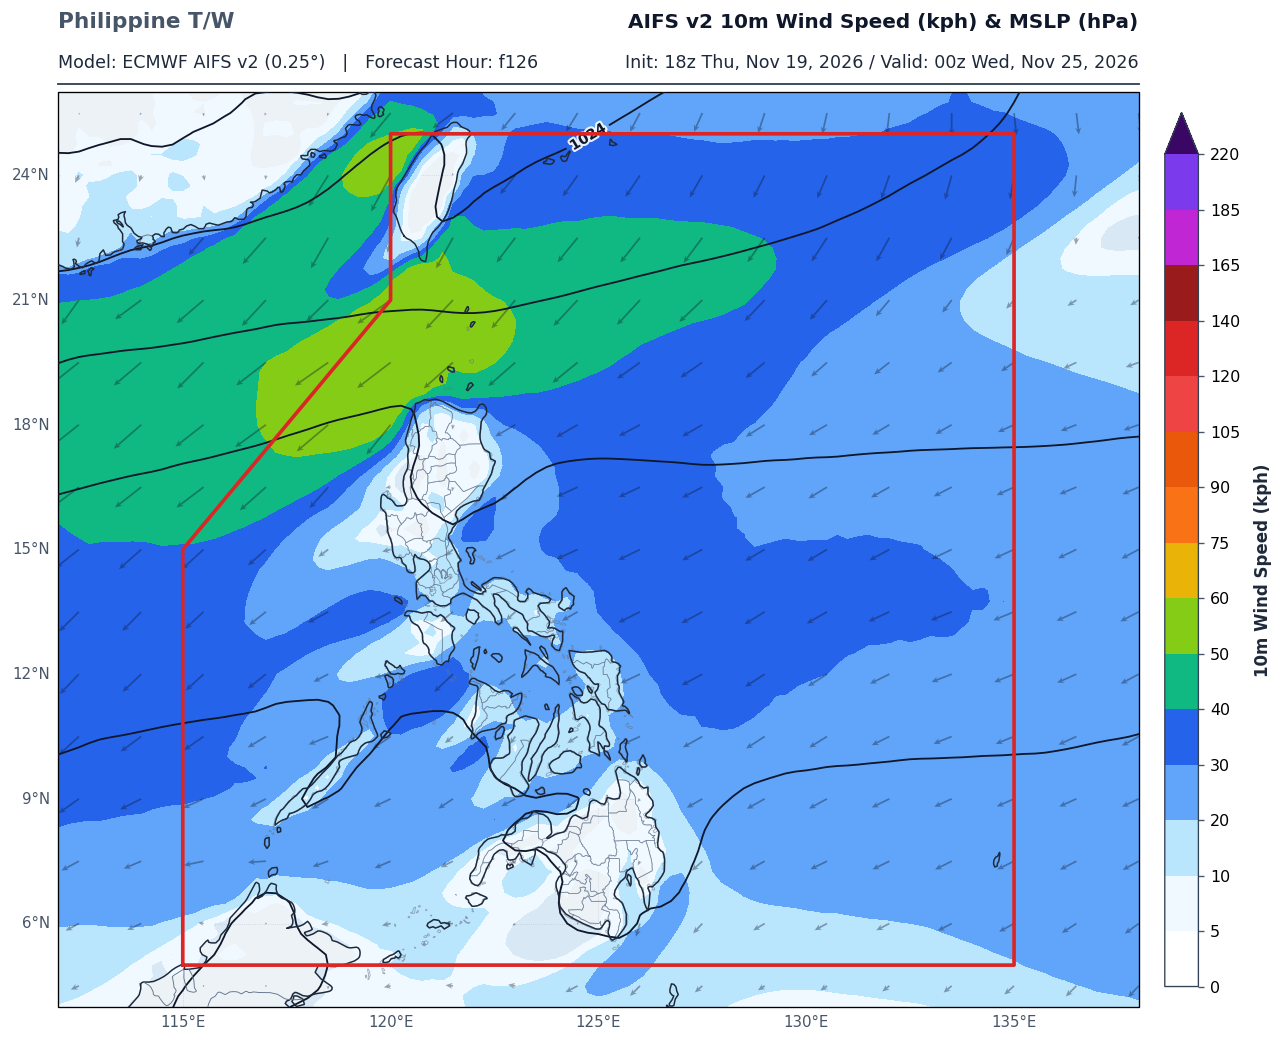 Philippine T/W
AIFS v2 10m Wind Speed (kph) & MSLP (hPa)
Model: ECMWF AIFS v2 (0.25°) | Forecast Hour: f126
Init: 18z Thu, Nov 19, 2026 / Valid: 00z Wed, Nov 25, 2026
1024
24°N
21°N
18°N
15°N
12°N
9°N
6°N
115°E
120°E
125°E
130°E
135°E
220
185
165
140
120
105
90
75
60
50
40
30
20
10
5
0
10m Wind Speed (kph)